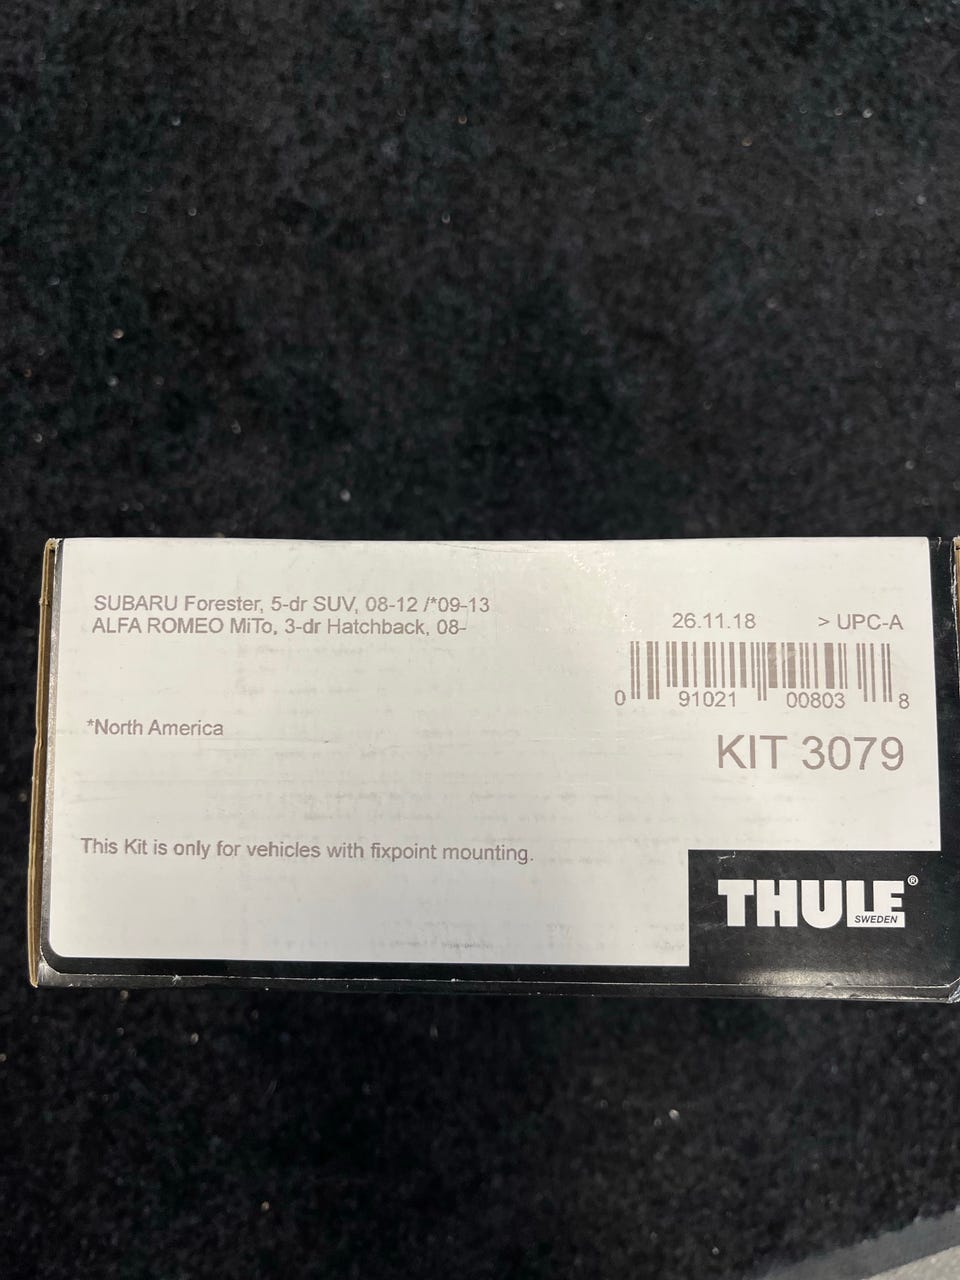 SUBARU Forester, 5-dr SUV, 08-12 /*09-13
ALFA ROMEO MiTo, 3-dr Hatchback, 08-
26.11.18 > UPC-A
0 91021 00803 8
*North America
KIT 3079
This Kit is only for vehicles with fixpoint mounting.
THULE®
SWEDEN